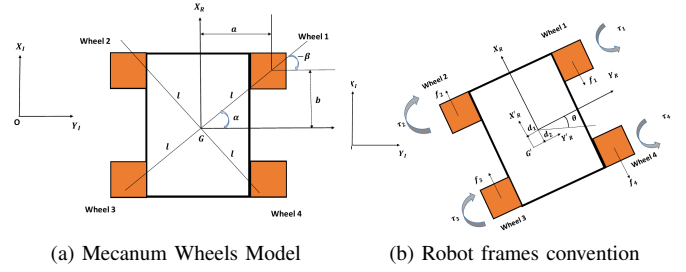 X_R
a
Wheel 1
X_I
Wheel 2
-β
l
l
b
α
G
O
Y_I
l
l
Wheel 3
Wheel 4
(a) Mecanum Wheels Model
Wheel 1
τ_1
X_R
Wheel 2
f_1
f_2
Y_R
X_I
X'_R
τ_4
τ_2
d_1
θ
d_2
Y'_R
Y_I
G'
f_3
Wheel 4
f_4
τ_3
Wheel 3
(b) Robot frames convention